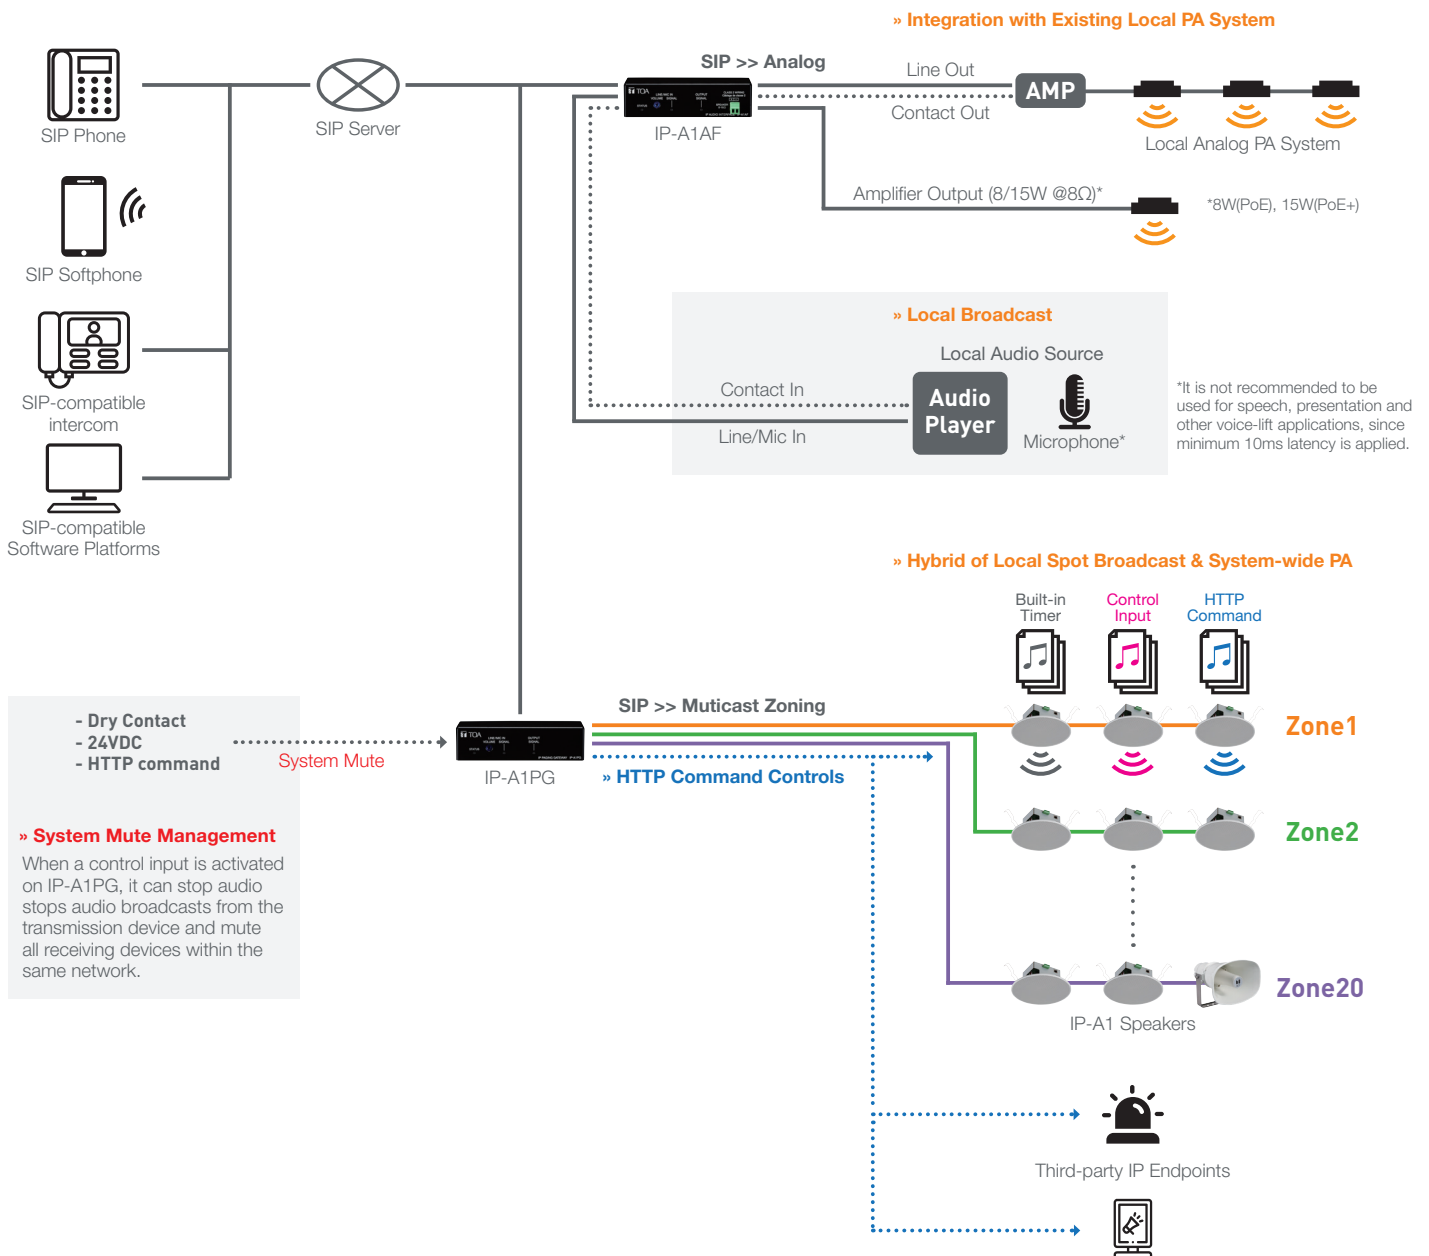 » Integration with Existing Local PA System
SIP >> Analog
Line Out
Contact Out
AMP
Local Analog PA System
SIP Phone
SIP Server
TOA
IP-A1AF
Amplifier Output (8/15W @8Ω)*
*8W(PoE), 15W(PoE+)
SIP Softphone
» Local Broadcast
Local Audio Source
Contact In
Line/Mic In
Audio
Player
Microphone*
*It is not recommended to be
used for speech, presentation and
other voice-lift applications, since
minimum 10ms latency is applied.
SIP-compatible
intercom
SIP-compatible
Software Platforms
» Hybrid of Local Spot Broadcast & System-wide PA
Built-in
Timer
Control
Input
HTTP
Command
SIP >> Muticast Zoning
Zone1
- Dry Contact
- 24VDC
- HTTP command
System Mute
TOA
IP-A1PG
» HTTP Command Controls
Zone2
» System Mute Management
When a control input is activated
on IP-A1PG, it can stop audio
stops audio broadcasts from the
transmission device and mute
all receiving devices within the
same network.
Zone20
IP-A1 Speakers
Third-party IP Endpoints